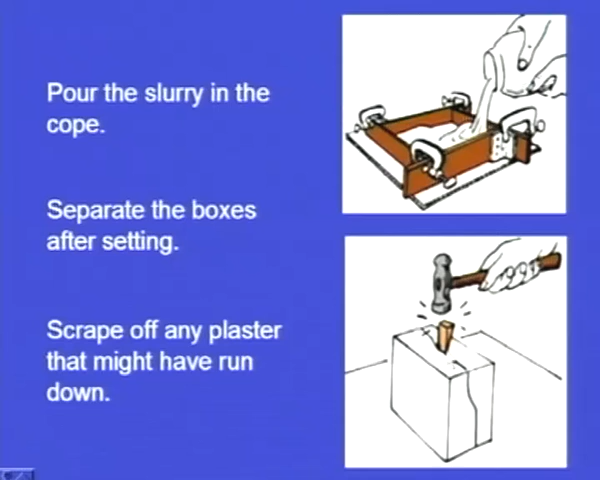 Pour the slurry in the
cope.
Separate the boxes
after setting.
Scrape off any plaster
that might have run
down.